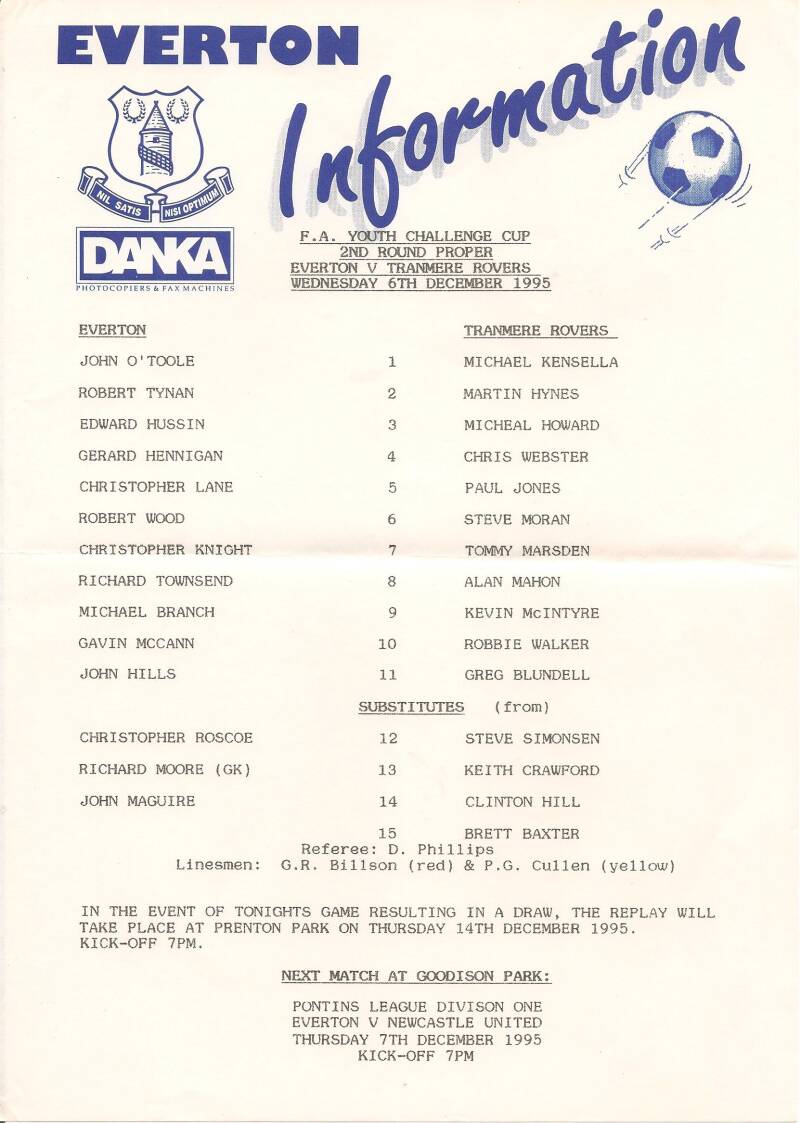 EVERTON
Information
NIL SATIS NISI OPTIMUM
DANKA
PHOTOCOPIERS & FAX MACHINES
F.A. YOUTH CHALLENGE CUP
2ND ROUND PROPER
EVERTON V TRANMERE ROVERS
WEDNESDAY 6TH DECEMBER 1995
EVERTON TRANMERE ROVERS
JOHN O'TOOLE 1 MICHAEL KENSELLA
ROBERT TYNAN 2 MARTIN HYNES
EDWARD HUSSIN 3 MICHEAL HOWARD
GERARD HENNIGAN 4 CHRIS WEBSTER
CHRISTOPHER LANE 5 PAUL JONES
ROBERT WOOD 6 STEVE MORAN
CHRISTOPHER KNIGHT 7 TOMMY MARSDEN
RICHARD TOWNSEND 8 ALAN MAHON
MICHAEL BRANCH 9 KEVIN McINTYRE
GAVIN MCCANN 10 ROBBIE WALKER
JOHN HILLS 11 GREG BLUNDELL
SUBSTITUTES (from)
CHRISTOPHER ROSCOE 12 STEVE SIMONSEN
RICHARD MOORE (GK) 13 KEITH CRAWFORD
JOHN MAGUIRE 14 CLINTON HILL
15 BRETT BAXTER
Referee: D. Phillips
Linesmen: G.R. Billson (red) & P.G. Cullen (yellow)
IN THE EVENT OF TONIGHTS GAME RESULTING IN A DRAW, THE REPLAY WILL
TAKE PLACE AT PRENTON PARK ON THURSDAY 14TH DECEMBER 1995.
KICK-OFF 7PM.
NEXT MATCH AT GOODISON PARK:
PONTINS LEAGUE DIVISON ONE
EVERTON V NEWCASTLE UNITED
THURSDAY 7TH DECEMBER 1995
KICK-OFF 7PM